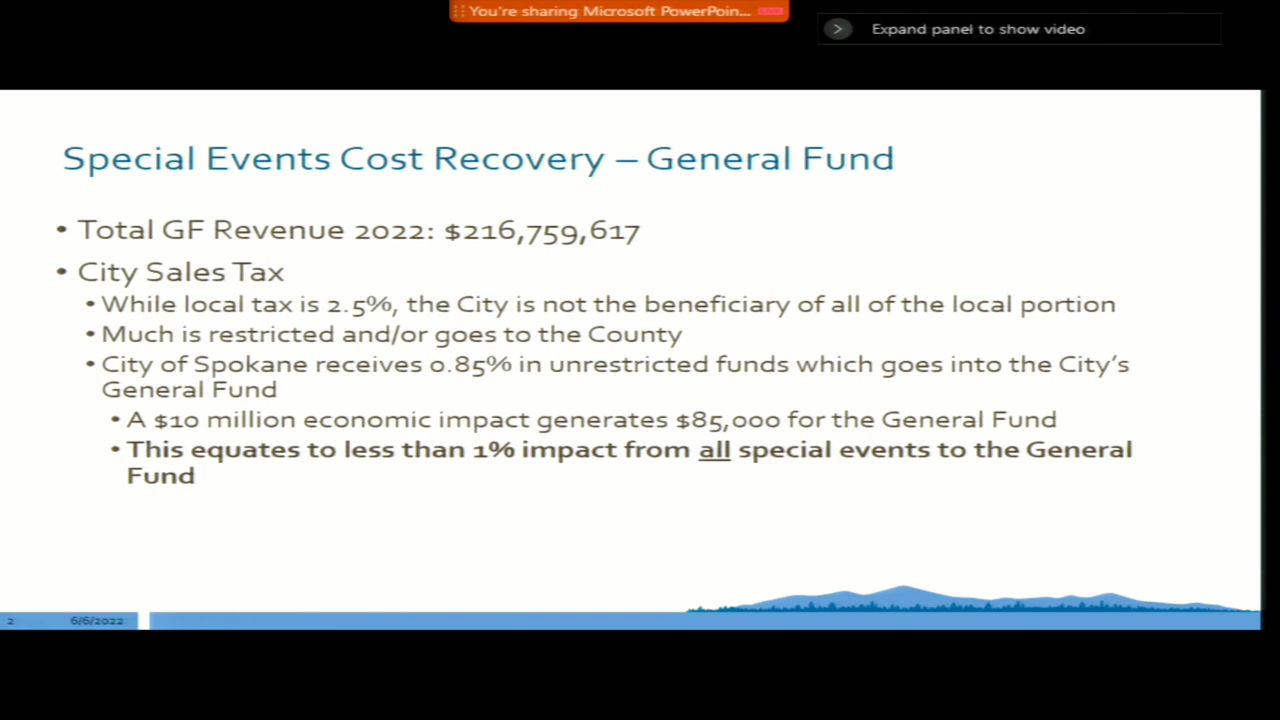 You're sharing Microsoft PowerPoin...
Expand panel to show video
Special Events Cost Recovery – General Fund
• Total GF Revenue 2022: $216,759,617
• City Sales Tax
• While local tax is 2.5%, the City is not the beneficiary of all of the local portion
• Much is restricted and/or goes to the County
• City of Spokane receives 0.85% in unrestricted funds which goes into the City's
General Fund
• A $10 million economic impact generates $85,000 for the General Fund
• This equates to less than 1% impact from all special events to the General
Fund
2 6/6/2022